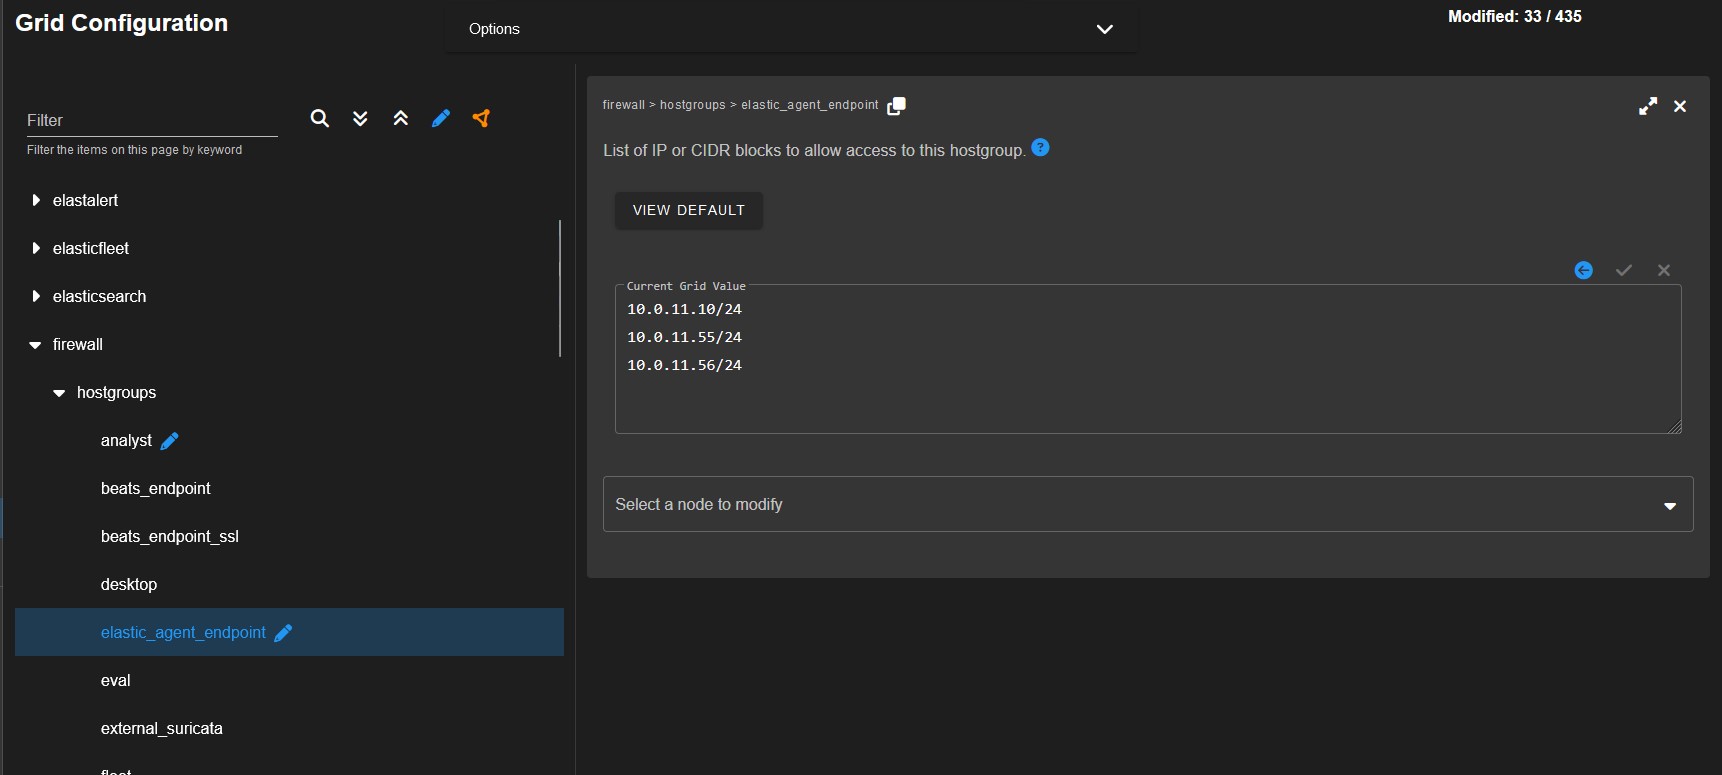 Grid Configuration
Options
Modified: 33 / 435
Filter
Filter the items on this page by keyword
elastalert
elasticfleet
elasticsearch
firewall
hostgroups
analyst
beats_endpoint
beats_endpoint_ssl
desktop
elastic_agent_endpoint
eval
external_suricata
fleet
firewall > hostgroups > elastic_agent_endpoint
List of IP or CIDR blocks to allow access to this hostgroup. ?
VIEW DEFAULT
Current Grid Value
10.0.11.10/24
10.0.11.55/24
10.0.11.56/24
Select a node to modify